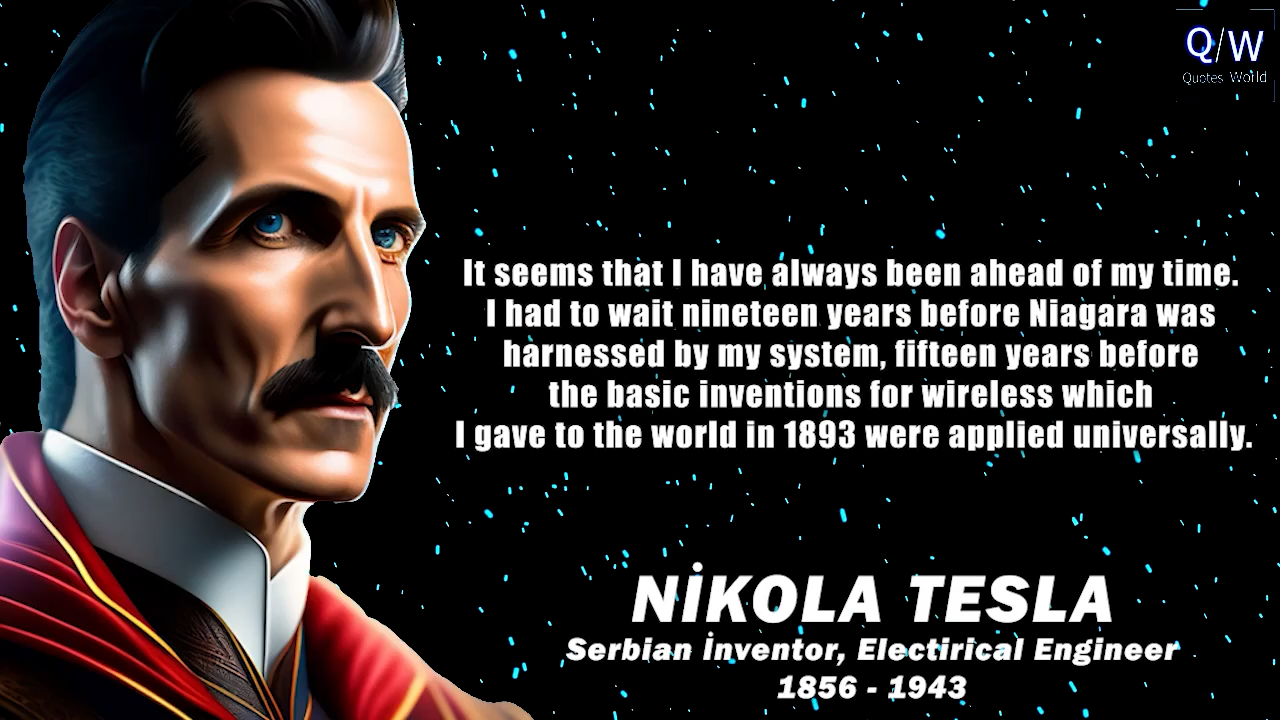 Q/W
Quotes World
It seems that I have always been ahead of my time.
I had to wait nineteen years before Niagara was
harnessed by my system, fifteen years before
the basic inventions for wireless which
I gave to the world in 1893 were applied universally.
NİKOLA TESLA
Serbian İnventor, Electirical Engineer
1856 - 1943